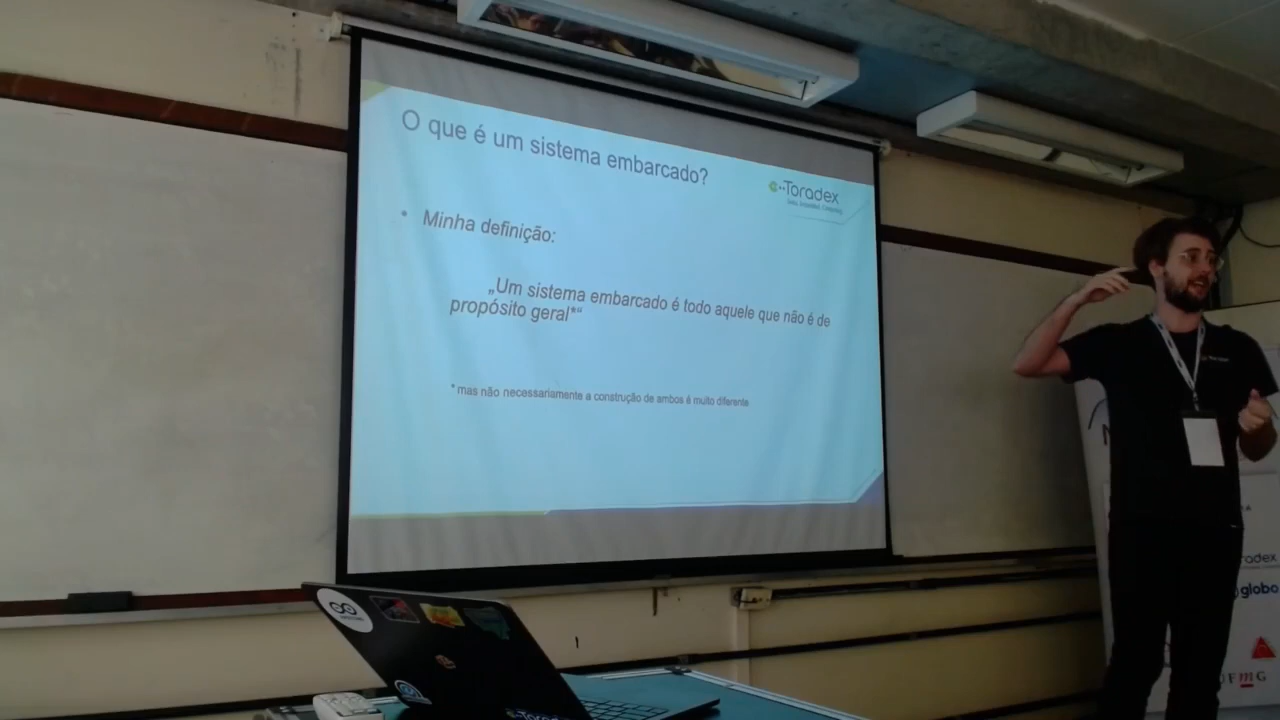 O que é um sistema embarcado?
Toradex
• Minha definição:
„Um sistema embarcado é todo aquele que não é de
propósito geral*“
* mas não necessariamente a construção de ambos é muito diferente
globo
Toradex